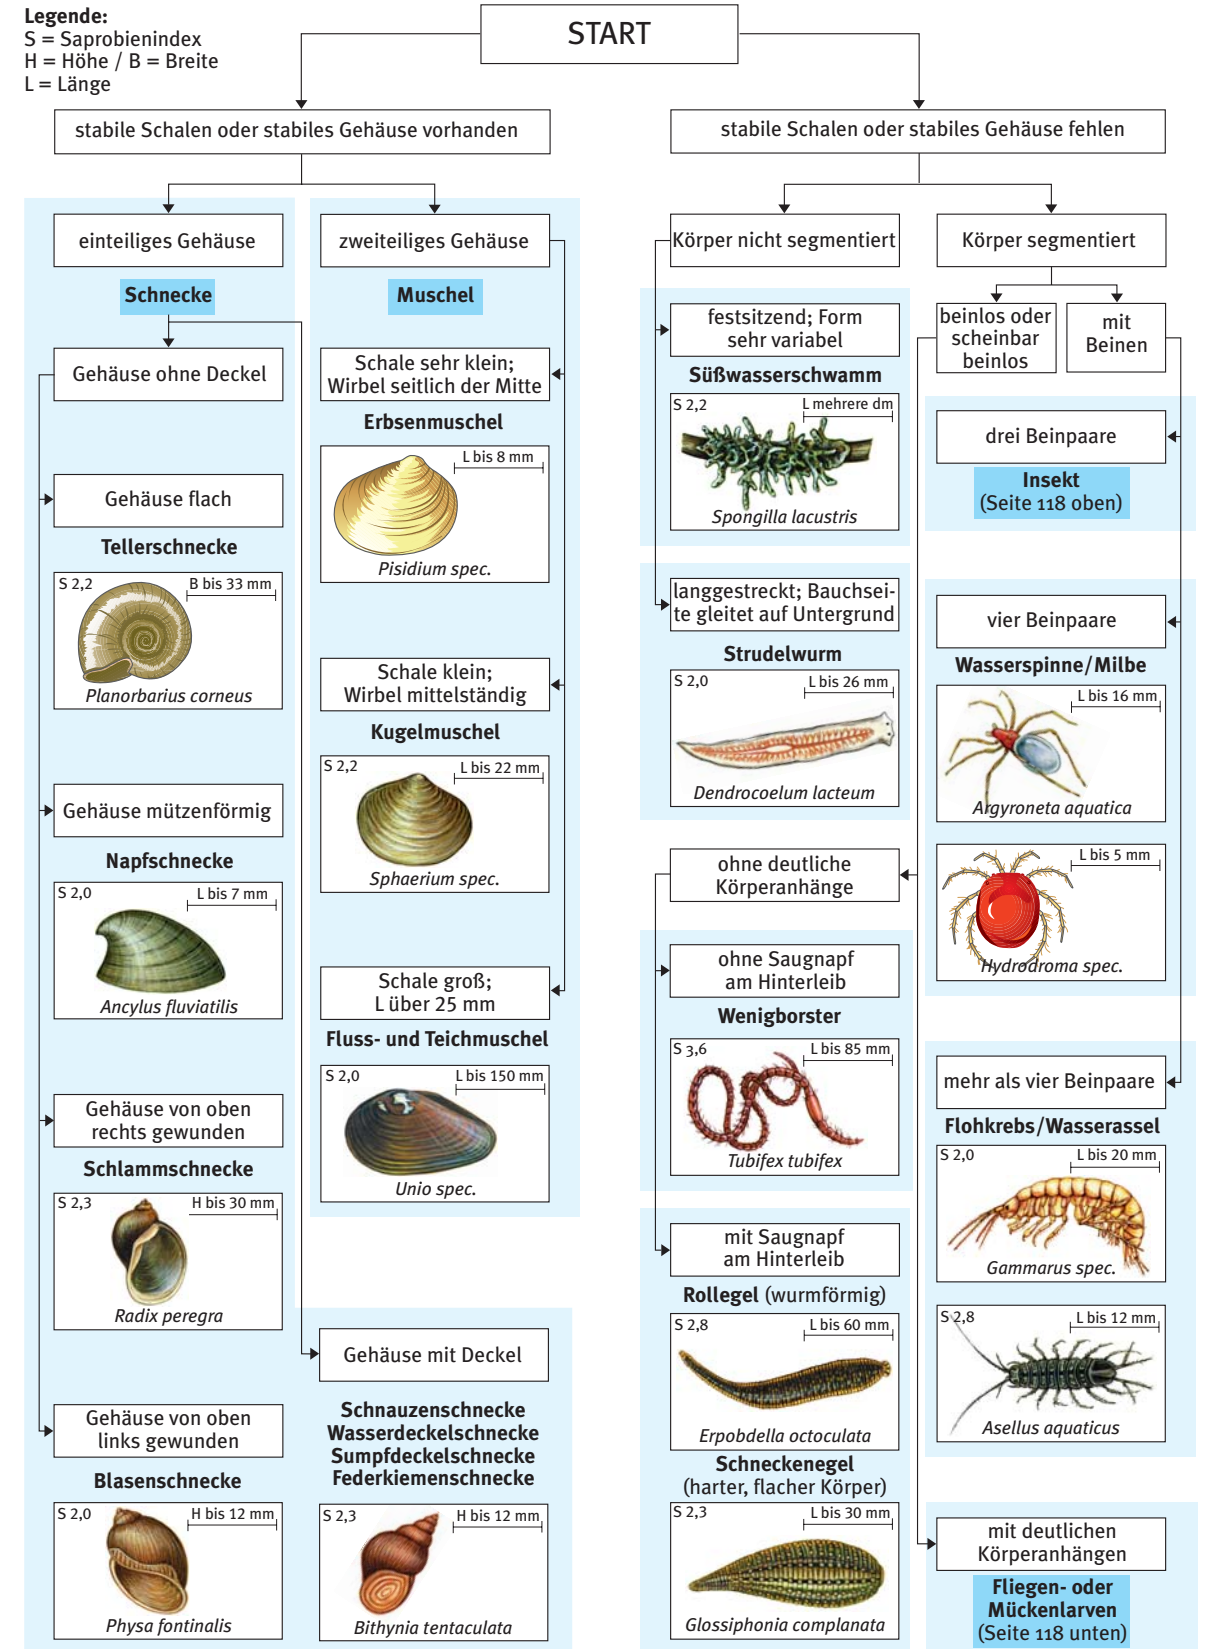 Legende:
S = Saprobienindex
H = Höhe / B = Breite
L = Länge
START
stabile Schalen oder stabiles Gehäuse vorhanden
einteiliges Gehäuse
Schnecke
Gehäuse ohne Deckel
Gehäuse flach
Tellerschnecke
S 2,2
B bis 33 mm
Planorbarius corneus
Gehäuse mützenförmig
Napfschnecke
S 2,0
L bis 7 mm
Ancylus fluviatilis
Gehäuse von oben
rechts gewunden
Schlammschnecke
S 2,3
H bis 30 mm
Radix peregra
Gehäuse von oben
links gewunden
Blasenschnecke
S 2,0
H bis 12 mm
Physa fontinalis
zweiteiliges Gehäuse
Muschel
Schale sehr klein;
Wirbel seitlich der Mitte
Erbsenmuschel
L bis 8 mm
Pisidium spec.
Schale klein;
Wirbel mittelständig
Kugelmuschel
S 2,2
L bis 22 mm
Sphaerium spec.
Schale groß;
L über 25 mm
Fluss- und Teichmuschel
S 2,0
L bis 150 mm
Unio spec.
Gehäuse mit Deckel
Schnauzenschnecke
Wasserdeckelschnecke
Sumpfdeckelschnecke
Federkiemenschnecke
S 2,3
H bis 12 mm
Bithynia tentaculata
stabile Schalen oder stabiles Gehäuse fehlen
Körper nicht segmentiert
festsitzend; Form
sehr variabel
Süßwasserschwamm
S 2,2
L mehrere dm
Spongilla lacustris
langgestreckt; Bauchsei-
te gleitet auf Untergrund
Strudelwurm
S 2,0
L bis 26 mm
Dendrocoelum lacteum
ohne deutliche
Körperanhänge
ohne Saugnapf
am Hinterleib
Wenigborster
S 3,6
L bis 85 mm
Tubifex tubifex
mit Saugnapf
am Hinterleib
Rollegel (wurmförmig)
S 2,8
L bis 60 mm
Erpobdella octoculata
Schneckenegel
(harter, flacher Körper)
S 2,3
L bis 30 mm
Glossiphonia complanata
Körper segmentiert
beinlos oder
scheinbar
beinlos
mit
Beinen
drei Beinpaare
Insekt
(Seite 118 oben)
vier Beinpaare
Wasserspinne/Milbe
L bis 16 mm
Argyroneta aquatica
L bis 5 mm
Hydrodroma spec.
mehr als vier Beinpaare
Flohkrebs/Wasserassel
S 2,0
L bis 20 mm
Gammarus spec.
S 2,8
L bis 12 mm
Asellus aquaticus
mit deutlichen
Körperanhängen
Fliegen- oder
Mückenlarven
(Seite 118 unten)